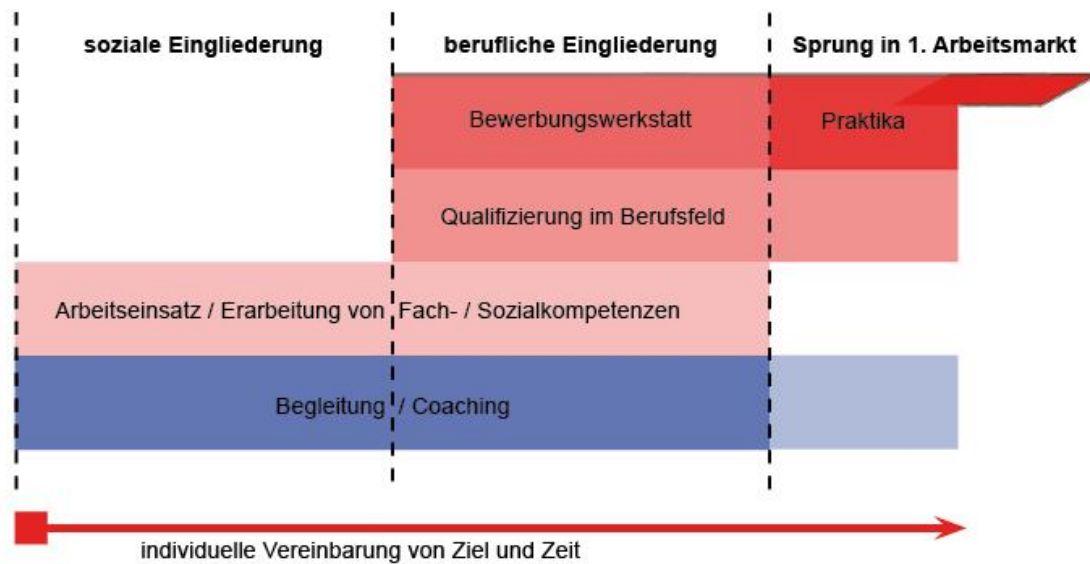 soziale Eingliederung
berufliche Eingliederung
Sprung in 1. Arbeitsmarkt
Bewerbungswerkstatt
Praktika
Qualifizierung im Berufsfeld
Arbeitseinsatz / Erarbeitung von Fach- / Sozialkompetenzen
Begleitung / Coaching
individuelle Vereinbarung von Ziel und Zeit